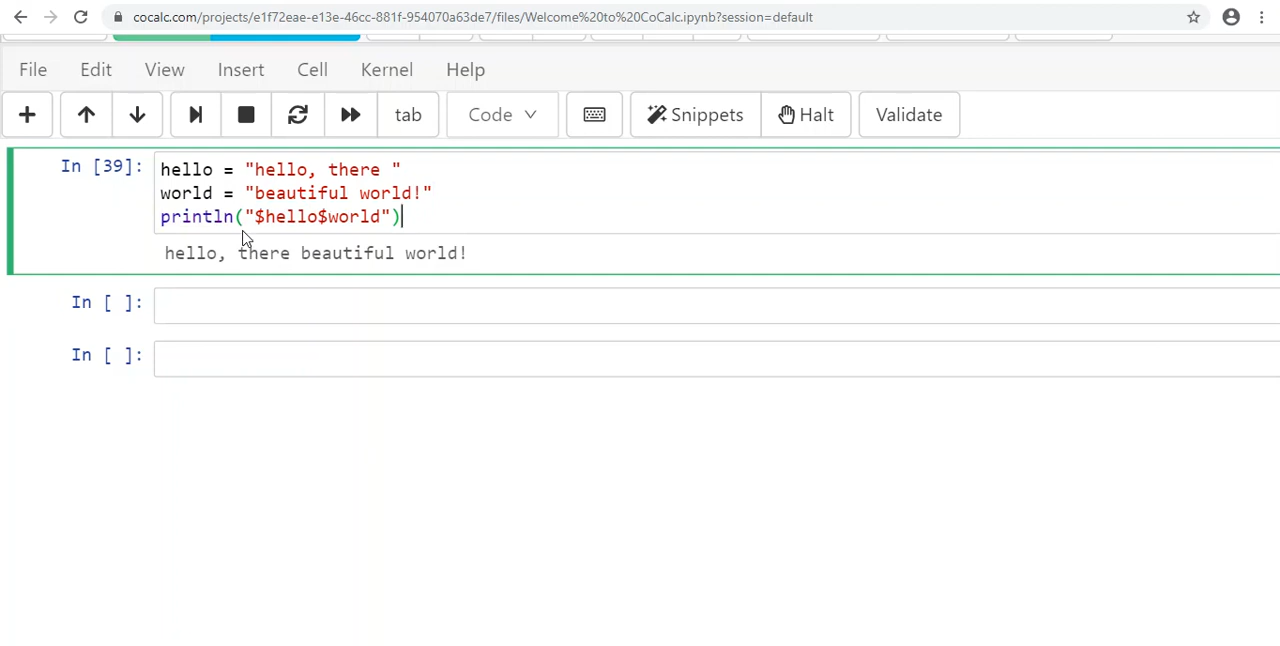 cocalc.com/projects/e1f72eae-e13e-46cc-881f-954070a63de7/files/Welcome%20to%20CoCalc.ipynb?session=default
File Edit View Insert Cell Kernel Help
tab Code Snippets Halt Validate
In [39]: hello = "hello, there "
world = "beautiful world!"
println("$hello$world")
hello, there beautiful world!
In [ ]:
In [ ]: